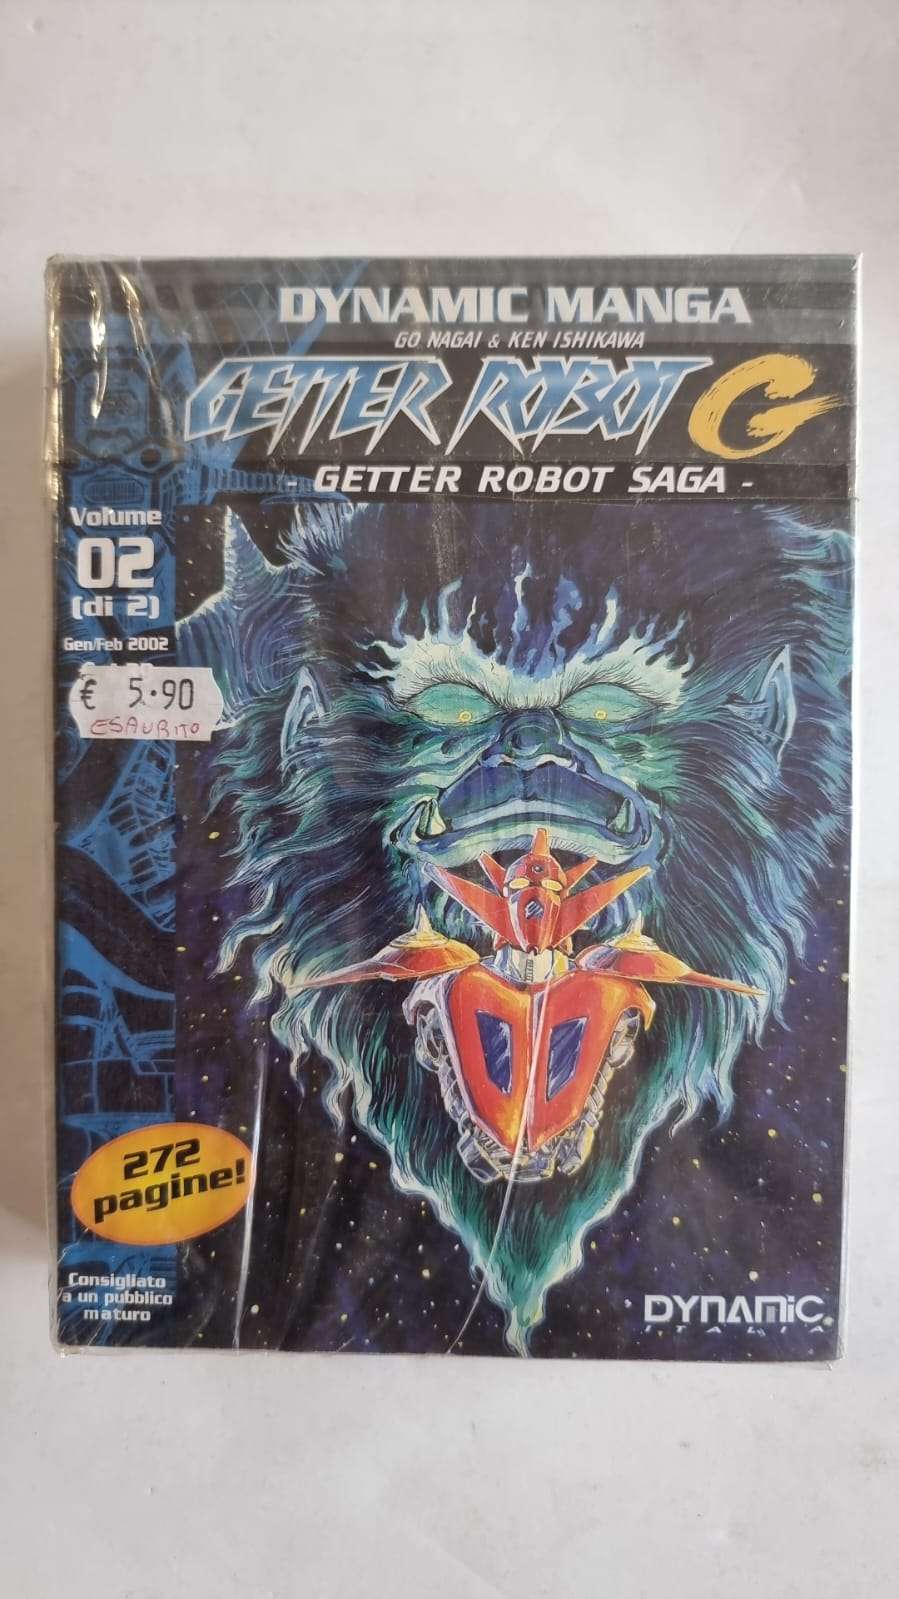 DYNAMIC MANGA
GO NAGAI & KEN ISHIKAWA
GETTER ROBOT G
- GETTER ROBOT SAGA -
Volume
02
(di 2)
Gen/Feb 2002
€ 5.90
ESAURITO
272
pagine!
Consigliato
a un pubblico
maturo
DYNAMIC
ITALIA